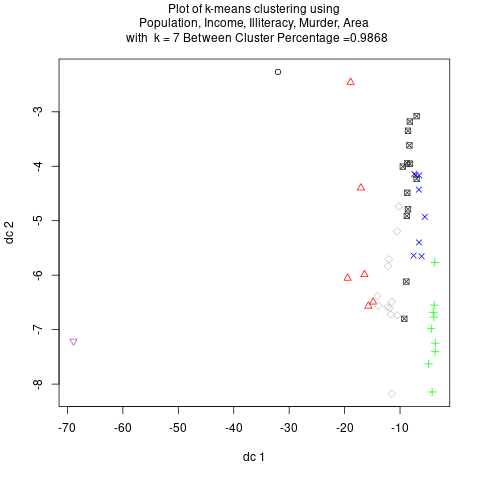 Plot of k-means clustering using
Population, Income, Illiteracy, Murder, Area
with  k = 7 Between Cluster Percentage =0.9868
dc 2
-3
-4
-5
-6
-7
-8
-70
-60
-50
-40
-30
-20
-10
dc 1